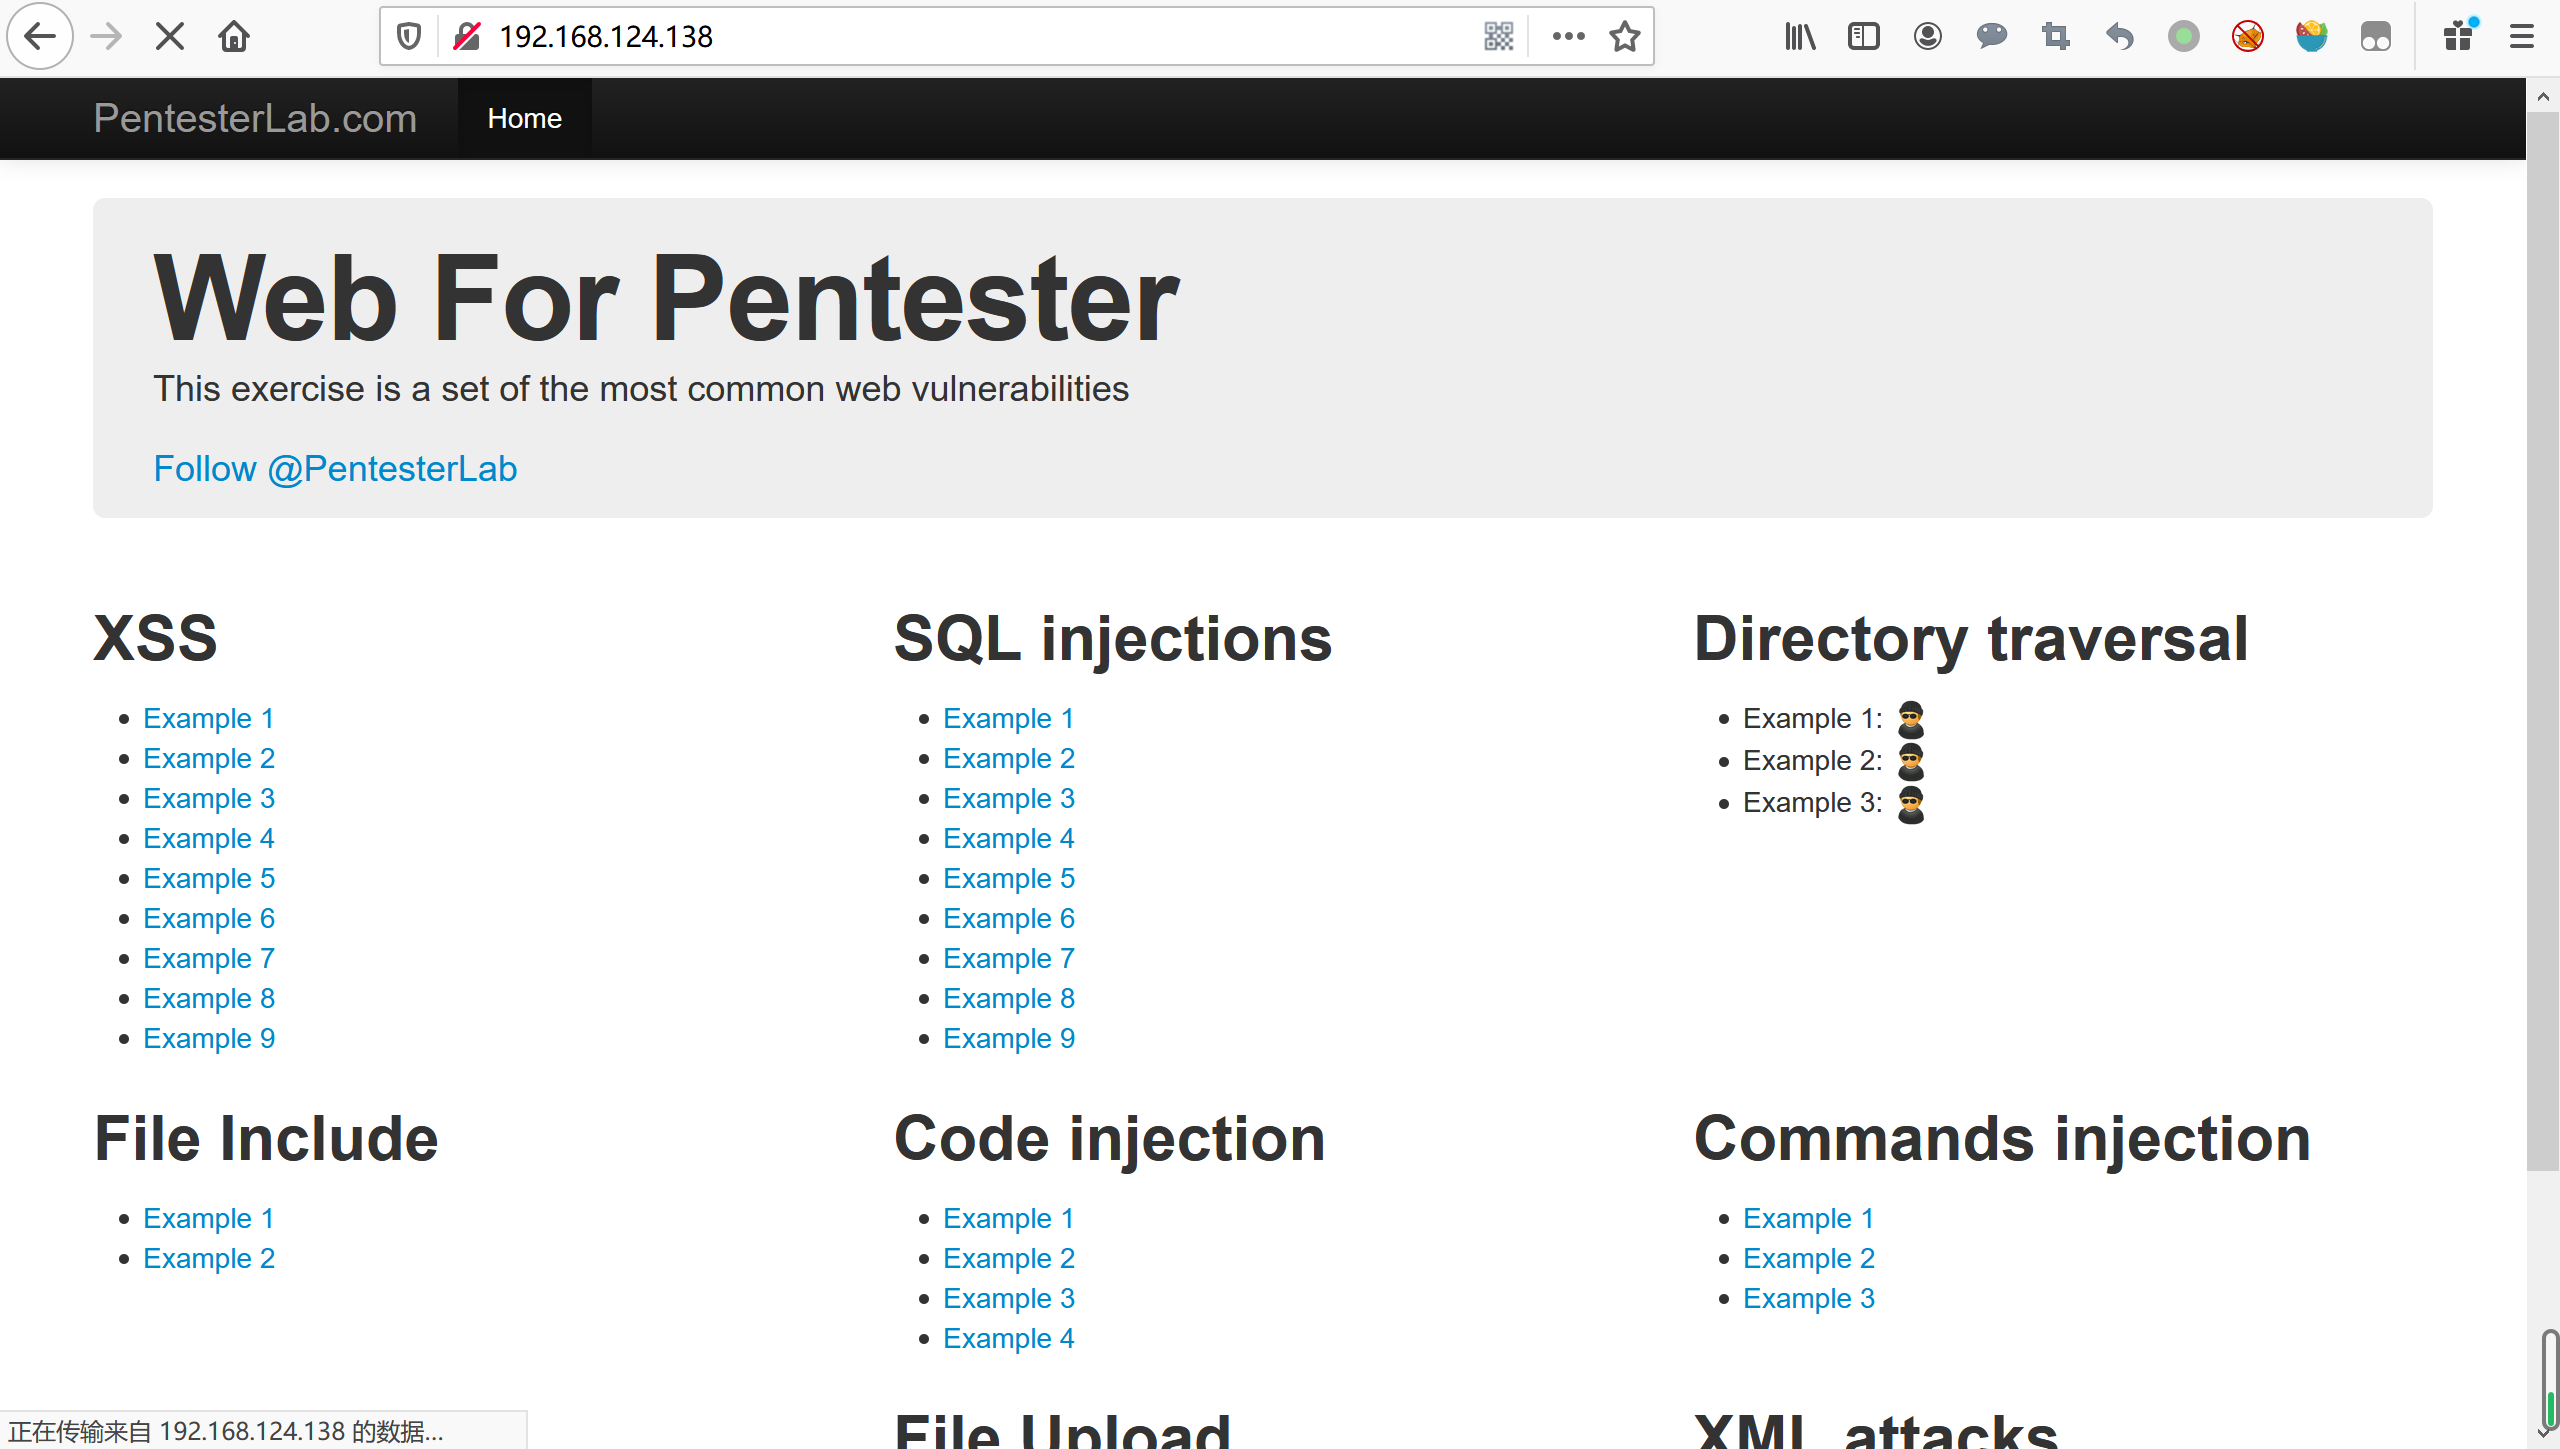 192.168.124.138
PentesterLab.com
Home
Web For Pentester
This exercise is a set of the most common web vulnerabilities
Follow @PentesterLab
XSS
Example 1
Example 2
Example 3
Example 4
Example 5
Example 6
Example 7
Example 8
Example 9
SQL injections
Example 1
Example 2
Example 3
Example 4
Example 5
Example 6
Example 7
Example 8
Example 9
Directory traversal
Example 1:
Example 2:
Example 3:
File Include
Example 1
Example 2
Code injection
Example 1
Example 2
Example 3
Example 4
Commands injection
Example 1
Example 2
Example 3
File Upload
XML attacks
正在传输来自 192.168.124.138 的数据...